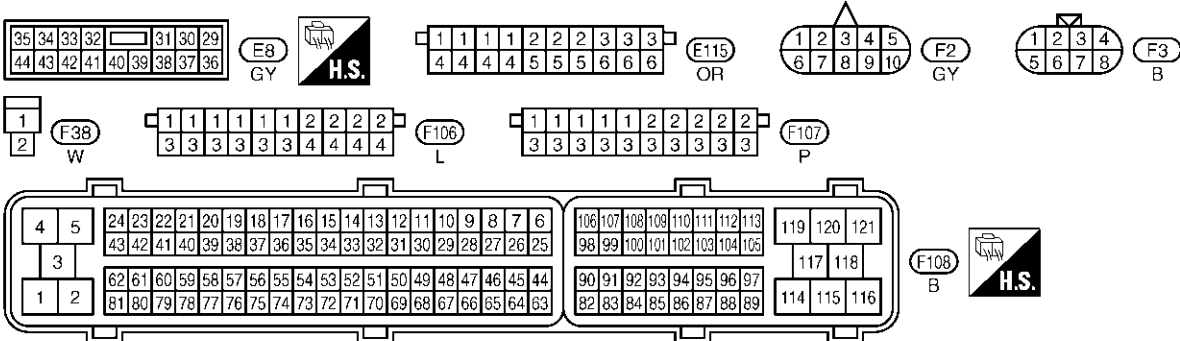 35 34 33 32 31 30 29
44 43 42 41 40 39 38 37 36
E8
GY
H.S.
1 1 1 1 2 2 2 3 3 3
4 4 4 4 5 5 5 6 6 6
E115
OR
1 2 3 4 5
6 7 8 9 10
F2
GY
1 2 3 4
5 6 7 8
F3
B
1
2
F38
W
1 1 1 1 1 1 2 2 2 2
3 3 3 3 3 3 4 4 4 4
F106
L
1 1 1 1 1 2 2 2 2 2
3 3 3 3 3 3 3 3 3 3
F107
P
4 5
3
1 2
24 23 22 21 20 19 18 17 16 15 14 13 12 11 10 9 8 7 6
43 42 41 40 39 38 37 36 35 34 33 32 31 30 29 28 27 26 25
62 61 60 59 58 57 56 55 54 53 52 51 50 49 48 47 46 45 44
81 80 79 78 77 76 75 74 73 72 71 70 69 68 67 66 65 64 63
106 107 108 109 110 111 112 113
98 99 100 101 102 103 104 105
90 91 92 93 94 95 96 97
82 83 84 85 86 87 88 89
119 120 121
117 118
114 115 116
F108
B
H.S.